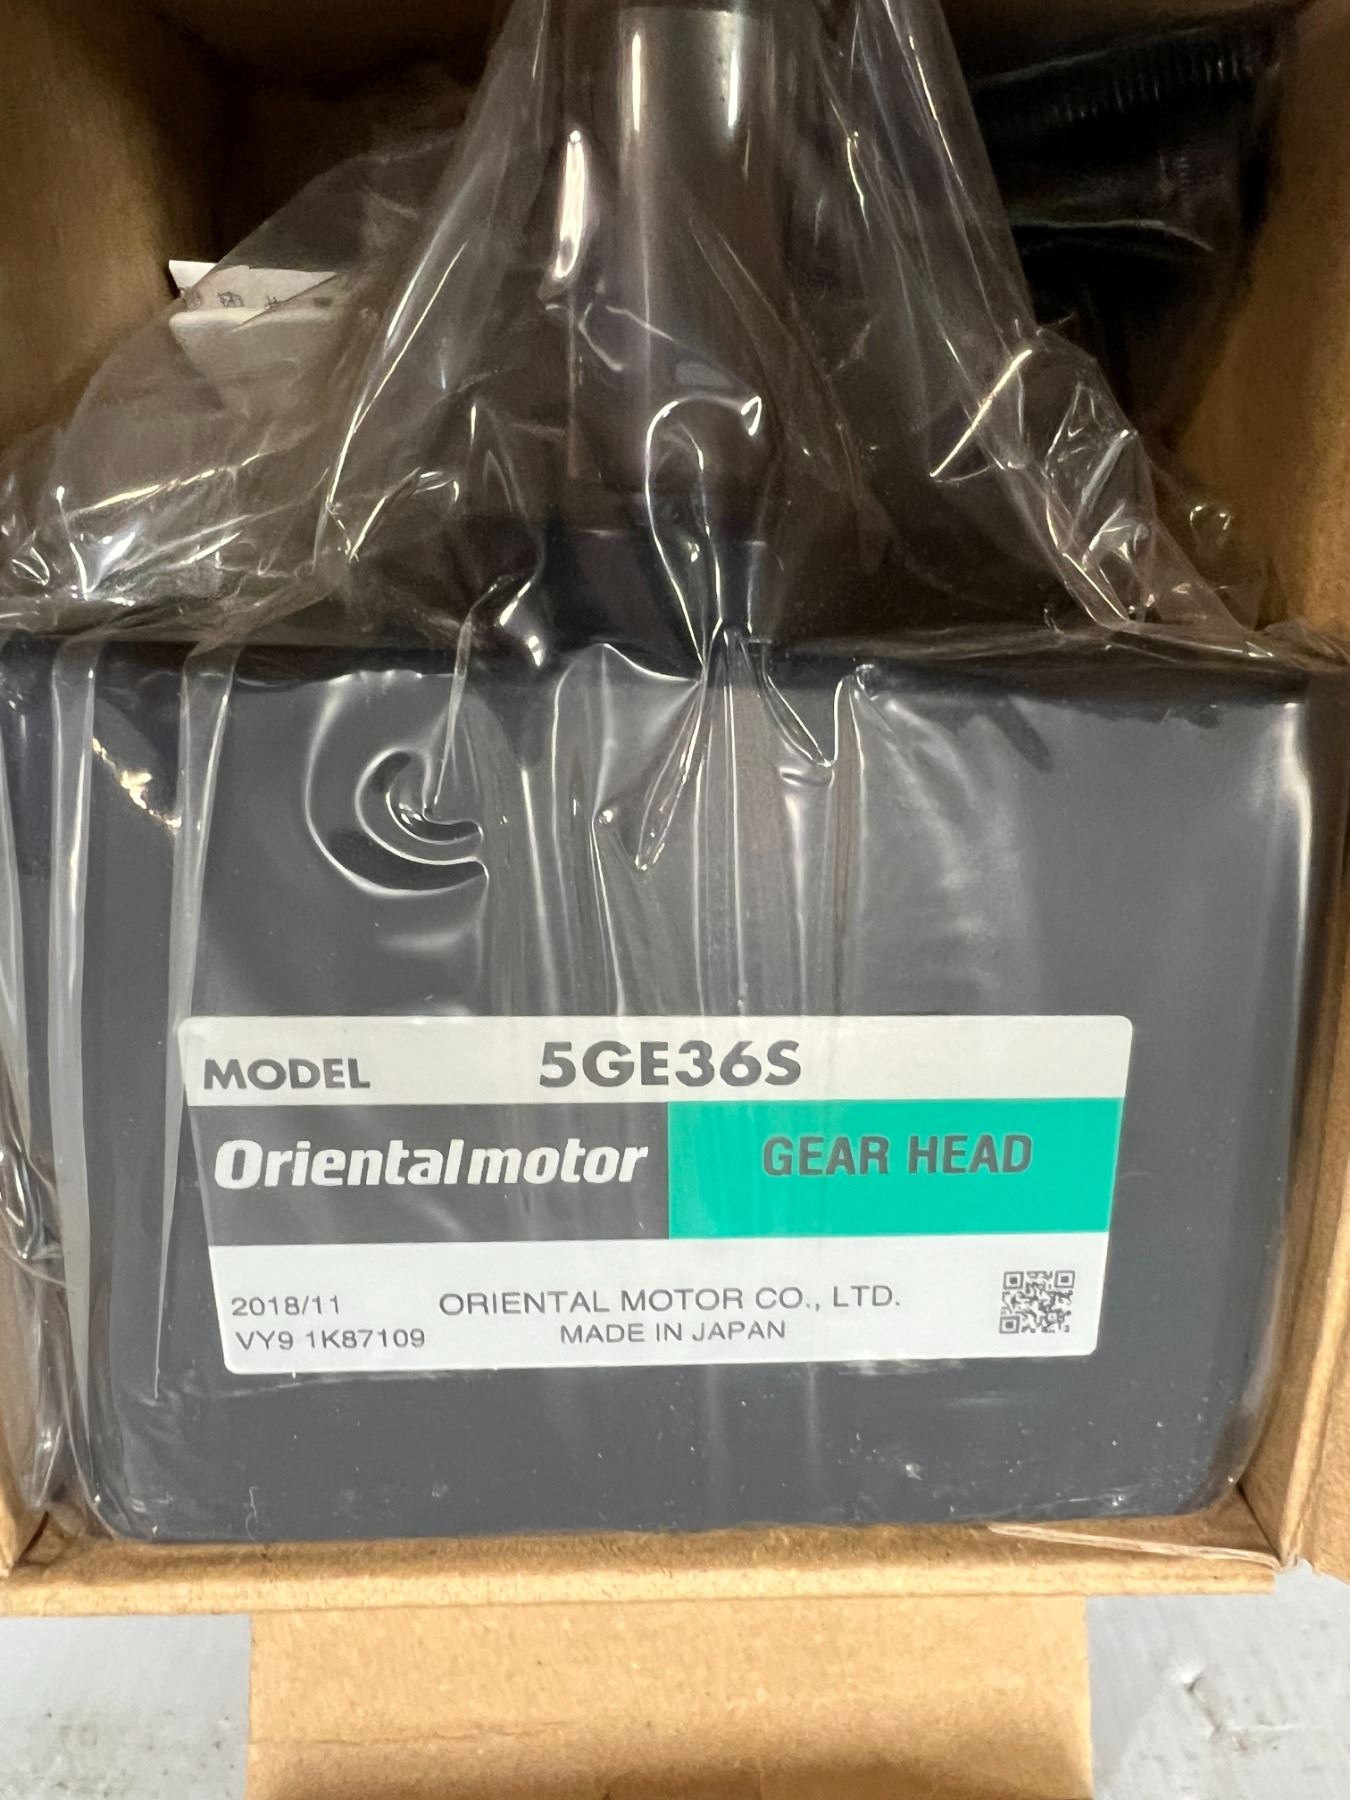 MODEL 5GE36S
Orientalmotor GEAR HEAD
2018/11 ORIENTAL MOTOR CO., LTD.
VY9 1K87109 MADE IN JAPAN